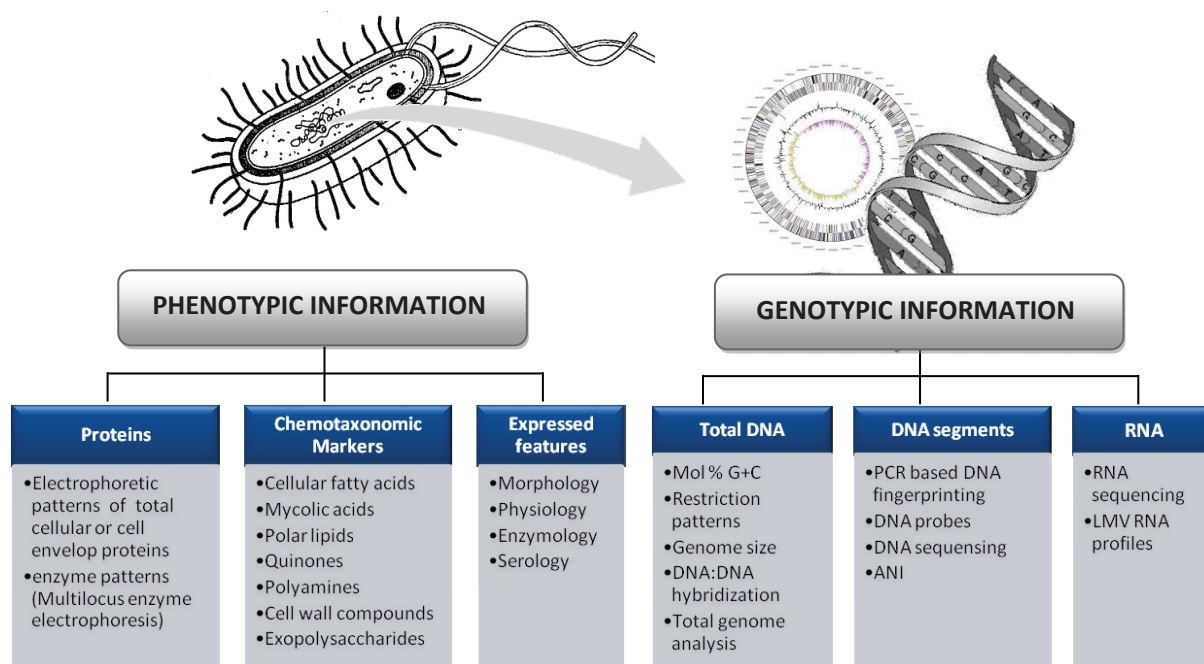 PHENOTYPIC INFORMATION
GENOTYPIC INFORMATION
Proteins
•Electrophoretic
patterns of total
cellular or cell
envelop proteins
•enzyme patterns
(Multilocus enzyme
electrophoresis)
Chemotaxonomic
Markers
•Cellular fatty acids
•Mycolic acids
•Polar lipids
•Quinones
•Polyamines
•Cell wall compounds
•Exopolysaccharides
Expressed
features
•Morphology
•Physiology
•Enzymology
•Serology
Total DNA
•Mol % G+C
•Restriction
patterns
•Genome size
•DNA:DNA
hybridization
•Total genome
analysis
DNA segments
•PCR based DNA
fingerprinting
•DNA probes
•DNA sequencing
•ANI
RNA
•RNA
sequencing
•LMV RNA
profiles